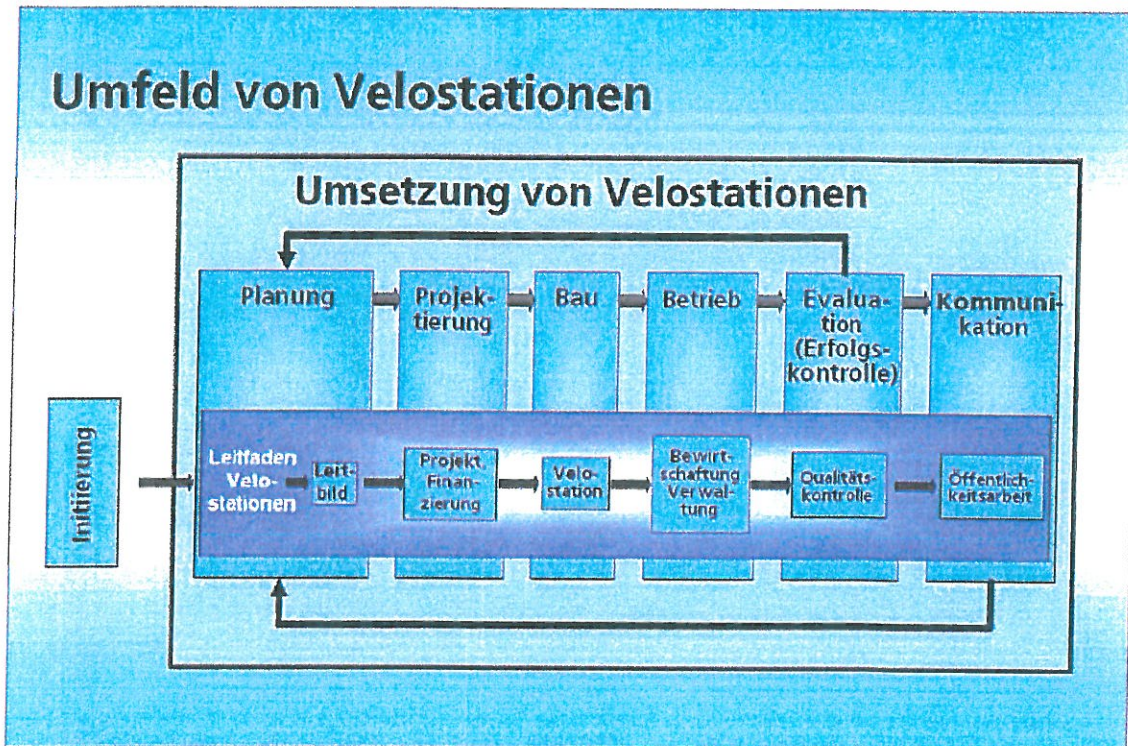 Umfeld von Velostationen
Umsetzung von Velostationen
Planung
Projek-
tierung
Bau
Betrieb
Evalua-
tion
(Erfolgs-
kontrolle)
Kommuni-
kation
Initiierung
Leitfaden
Velo-
stationen
Leit-
bild
Projekt,
Finan-
zierung
Velo-
station
Bewirt-
schaftung
Verwal-
tung
Qualitäts-
kontrolle
Öffentlich-
keitsarbeit